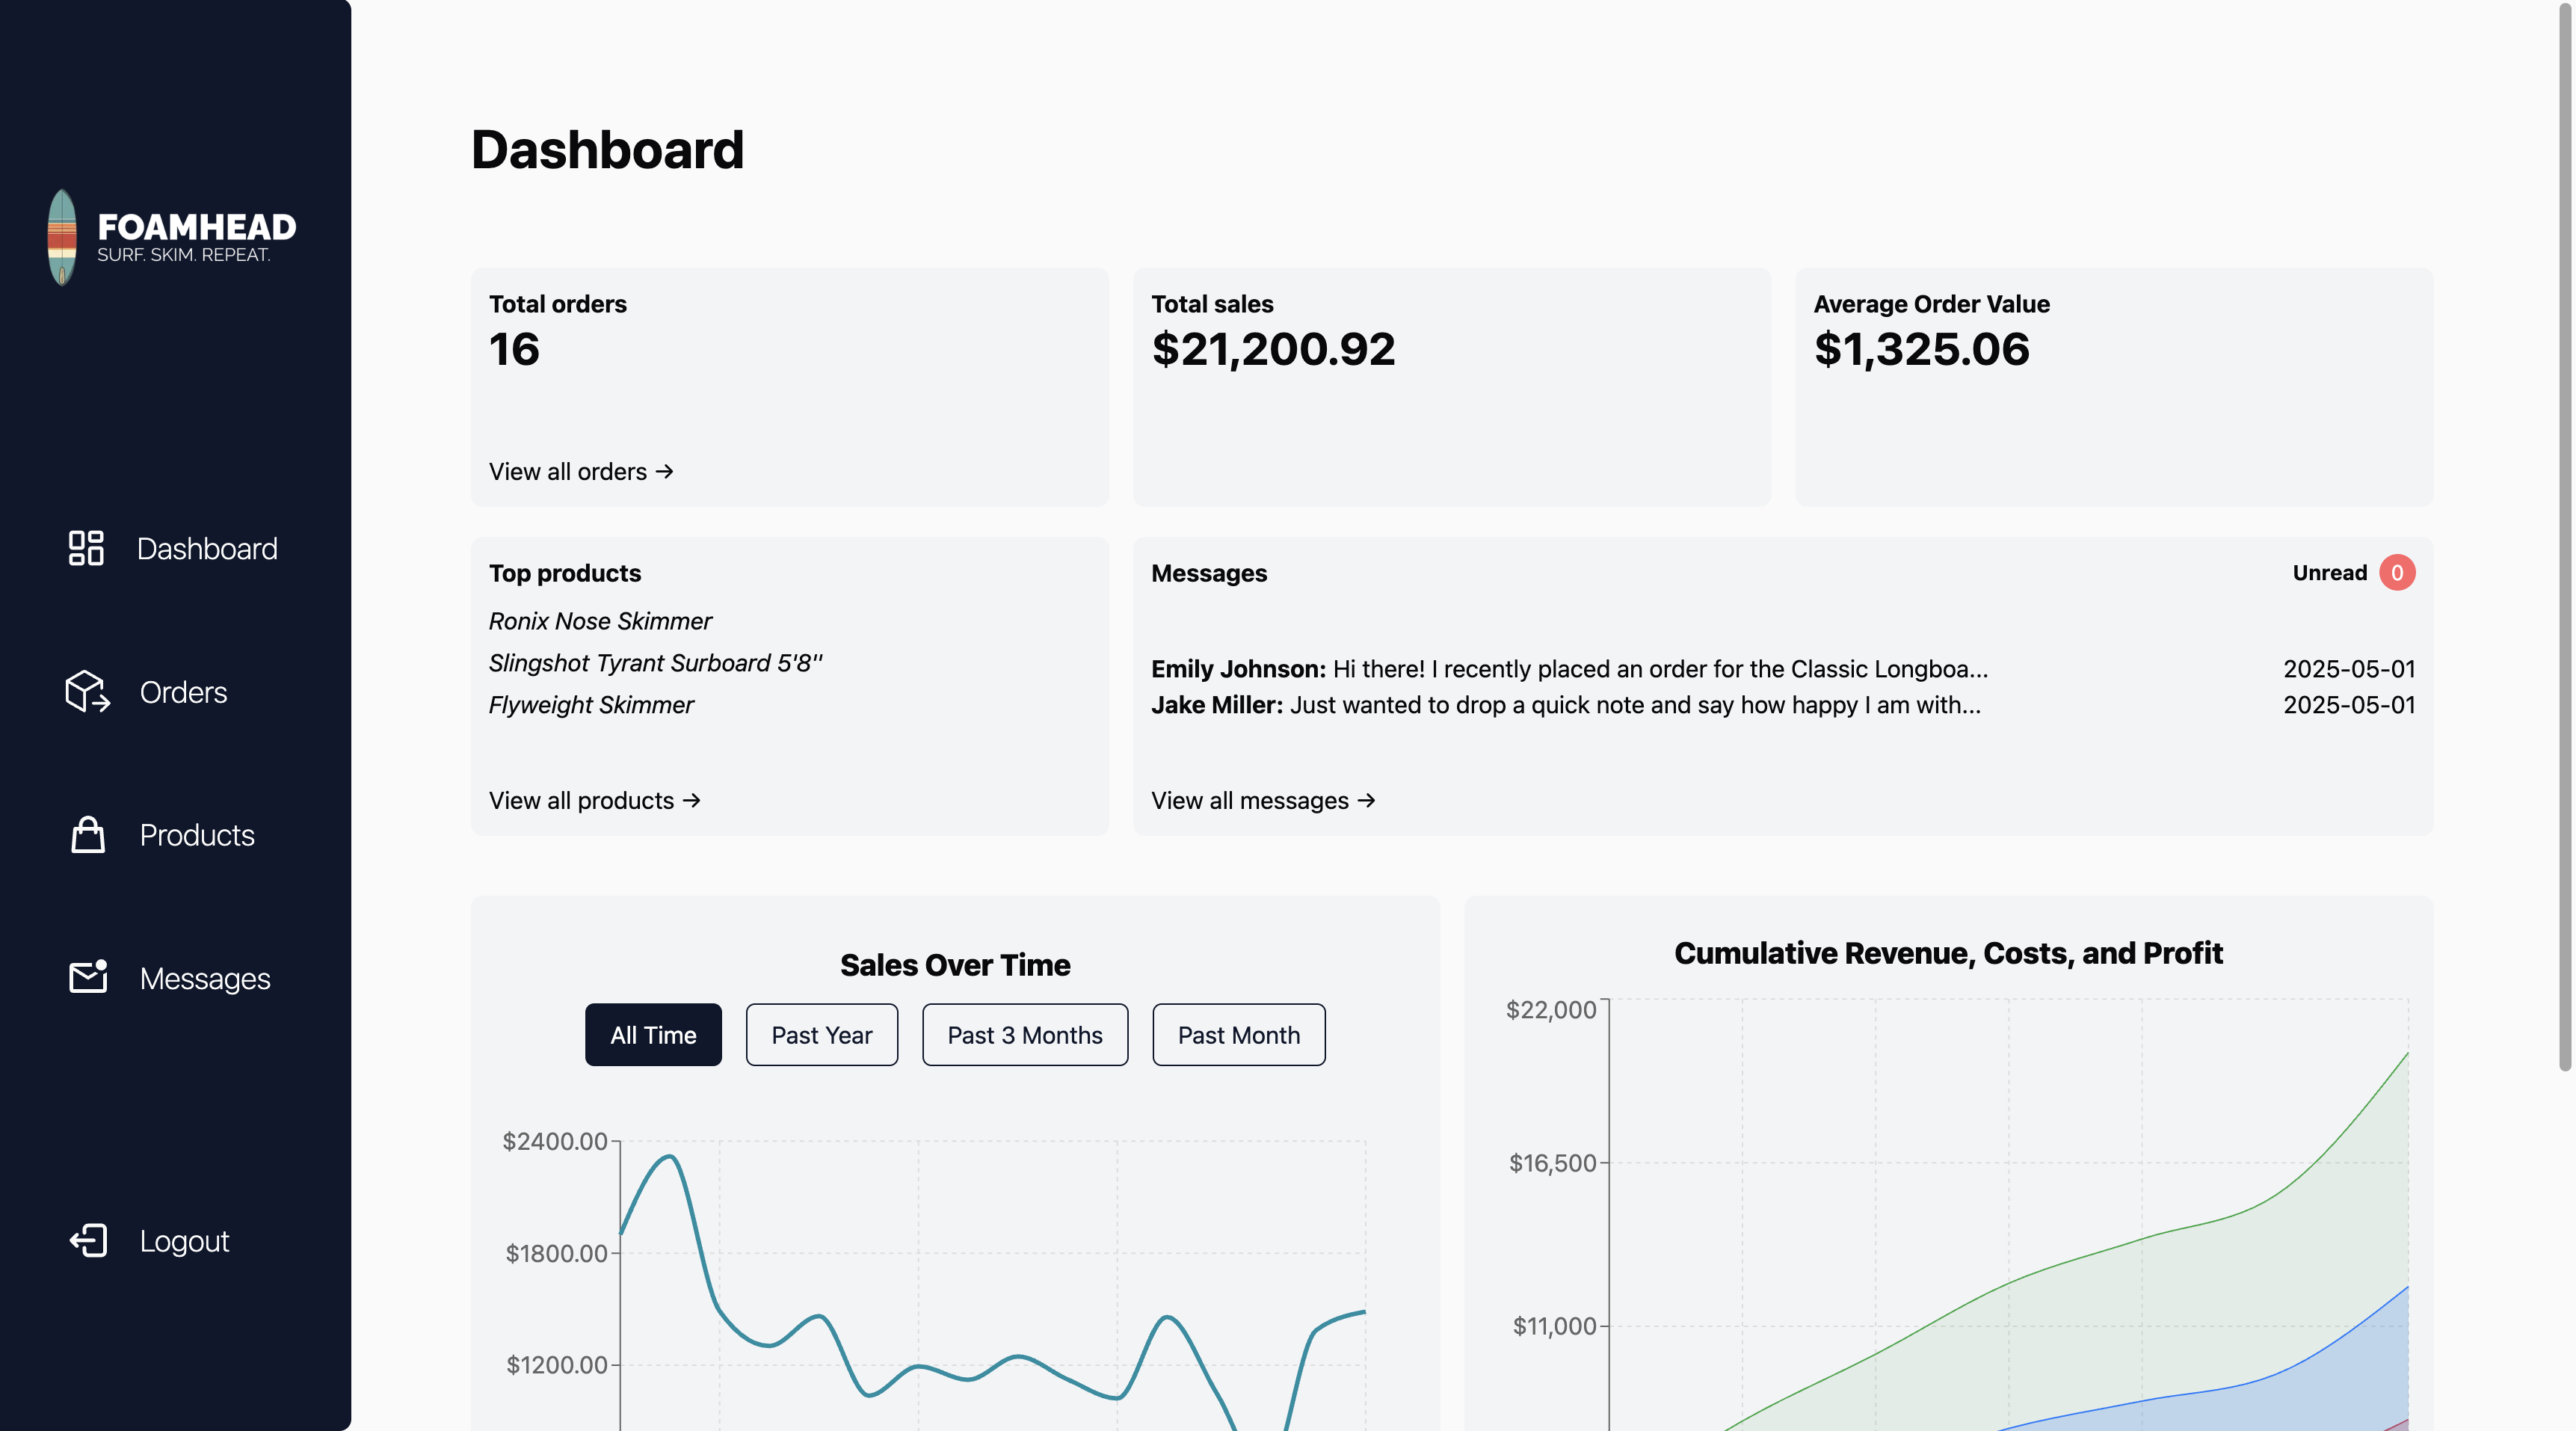 FOAMHEAD
SURF. SKIM. REPEAT.
Dashboard
Orders
Products
Messages
Logout
Dashboard
Total orders
16
View all orders →
Total sales
$21,200.92
Average Order Value
$1,325.06
Top products
Ronix Nose Skimmer
Slingshot Tyrant Surboard 5'8''
Flyweight Skimmer
View all products →
Messages
Unread 0
Emily Johnson: Hi there! I recently placed an order for the Classic Longboa... 2025-05-01
Jake Miller: Just wanted to drop a quick note and say how happy I am with... 2025-05-01
View all messages →
Sales Over Time
All Time Past Year Past 3 Months Past Month
$2400.00
$1800.00
$1200.00
Cumulative Revenue, Costs, and Profit
$22,000
$16,500
$11,000